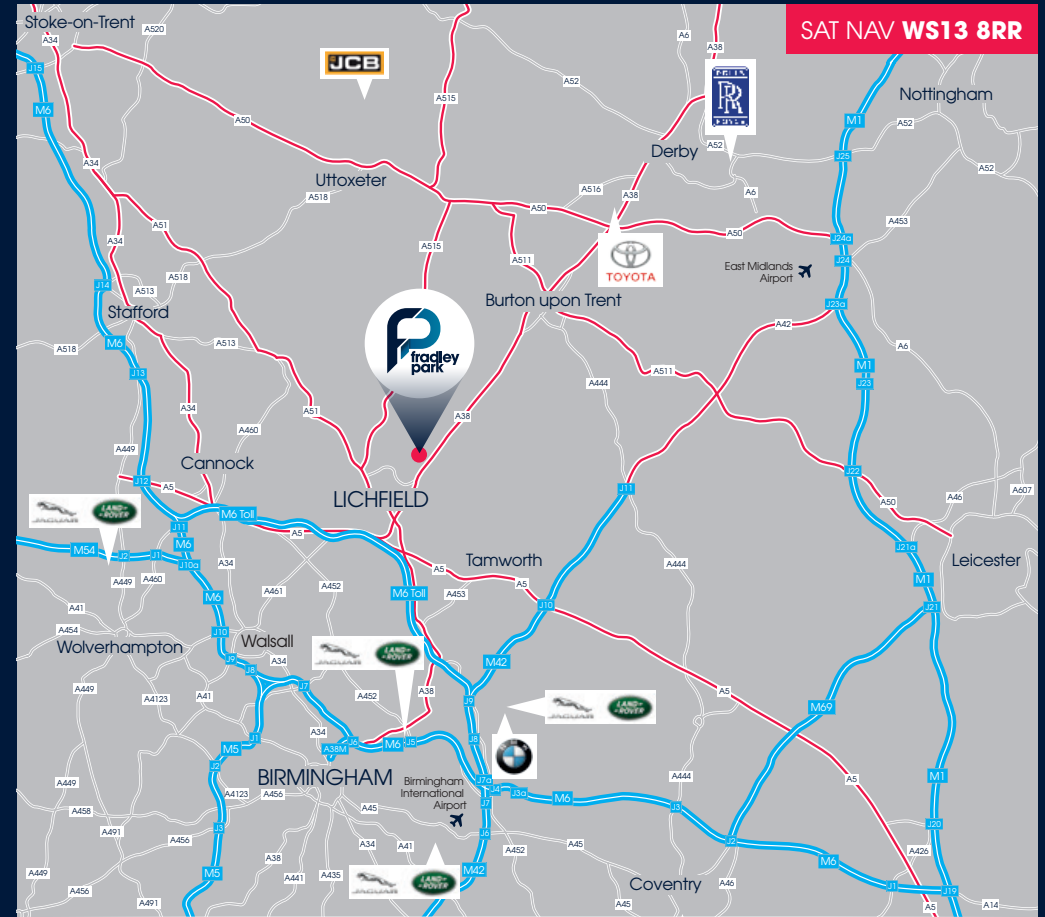 Stoke-on-Trent
SAT NAV WS13 8RR
A34
A520
JCB
A6
A38
J15
M6
A52
RR
Nottingham
A515
M1
A52
A50
A52
Derby
J25
A34
A52
Uttoxeter
A516
A38
A6
A518
A50
A453
A51
A50
J24a
A34
A515
A511
TOYOTA
East Midlands
Airport
J24
A518
J14
A513
Burton upon Trent
J23a
Stafford
A42
fradley
park
M6
A513
A6
A518
M1
J13
A511
J23
A444
A34
A51
A38
A460
A449
Cannock
J22
J12
A5
LICHFIELD
J11
A50
A46
A607
JAGUAR
LAND-
ROVER
M6 Toll
J11
A5
M6
J21a
M54
J2
J1
J10a
Tamworth
Leicester
A34
A5
A444
M1
A449
A460
A461
A452
M6 Toll
A453
A5
M6
J10
J21
A41
A454
J10
Wolverhampton
Walsall
JAGUAR
LAND-
ROVER
J9
A34
M42
J8
A449
A4123
A41
J7
A452
A38
A5
J9
JAGUAR
LAND-
ROVER
M69
A34
J1
J6
M6
J5
J8
M5
A38M
BMW
J2
BIRMINGHAM
Birmingham
International
Airport
J7a
A444
A5
M1
A449
J4
J3a
M6
A4123
A456
J7
J3
A458
A45
J20
A491
J3
J6
A456
A34
A41
A452
A45
J2
A426
A38
M6
M5
A449
A441
A435
JAGUAR
LAND-
ROVER
M42
Coventry
A46
J1
J19
A456
A491
A45
A5
A14